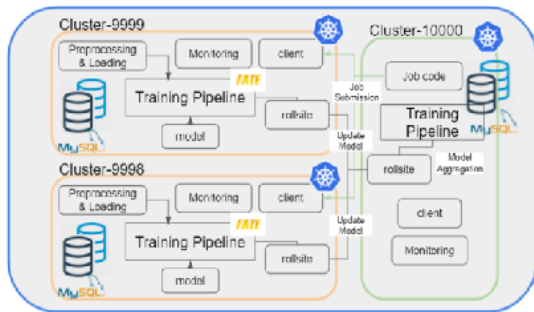 Cluster-9999
Preprocessing
& Loading
Monitoring
client
FATE
Training Pipeline
rollsite
model
MySQL
Cluster-9998
Preprocessing
& Loading
Monitoring
client
FATE
Training Pipeline
rollsite
model
MySQL
Job
Submission
Update
Model
Update
Model
Cluster-10000
Job code
MySQL
Training
Pipeline
rollsite
Model
Aggregation
client
Monitoring